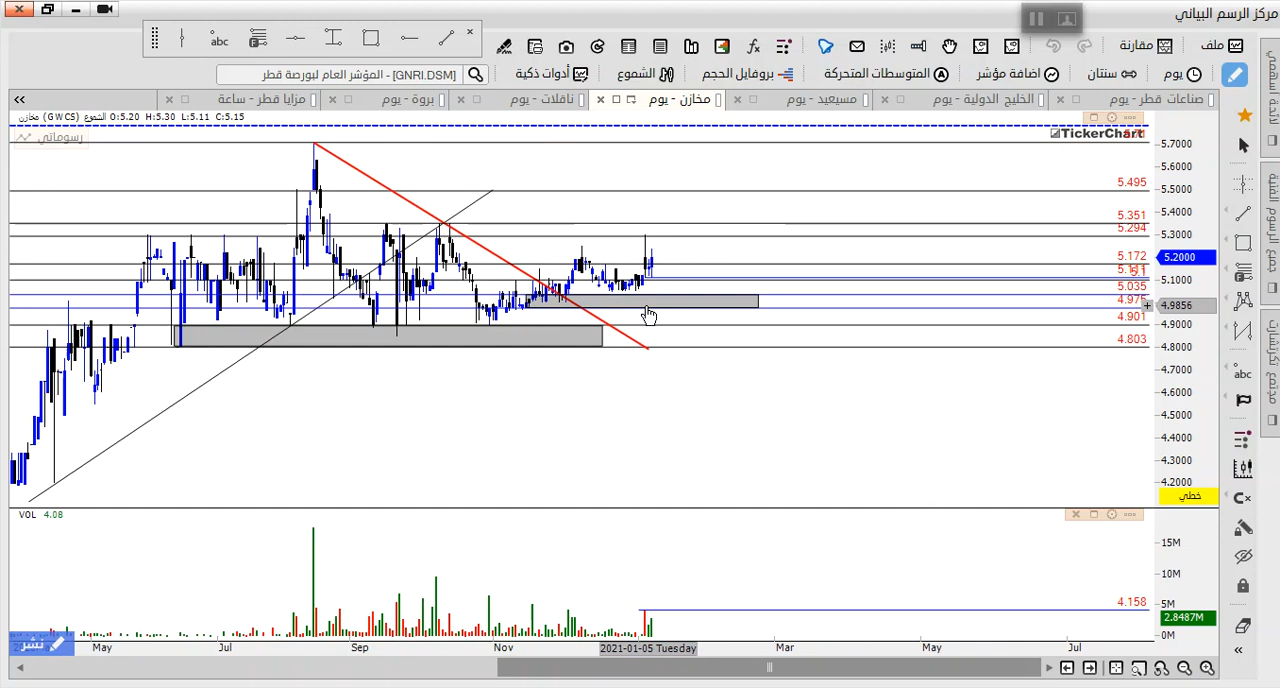 مركز الرسم البياني
ملف
مقارنة
abc
يوم
سنتان
اضافة مؤشر
المتوسطات المتحركة
بروفايل الحجم
الشموع
أدوات ذكية
المؤشر العام لبورصة قطر - [GNRI.DSM]
صناعات قطر - يوم
الخليج الدولية - يوم
مسيعيد - يوم
مخازن - يوم
ناقلات - يوم
بروة - يوم
مزايا قطر - ساعة
مخازن (GWCS) الشموع O:5.20 H:5.30 L:5.11 C:5.15
رسوماتي
TickerChart
5.7000
5.6000
5.495
5.5000
5.351
5.4000
5.294
5.3000
5.172
5.2000
5.111
5.1
5.1000
5.035
4.975
4.9856
4.901
4.9000
4.803
4.8000
4.7000
4.6000
4.5000
4.4000
4.3000
4.2000
abc
خطي
VOL 4.08
15M
10M
4.158
5M
2.8487M
0M
نشر
May
Jul
Sep
Nov
2021-01-05 Tuesday
Mar
May
Jul